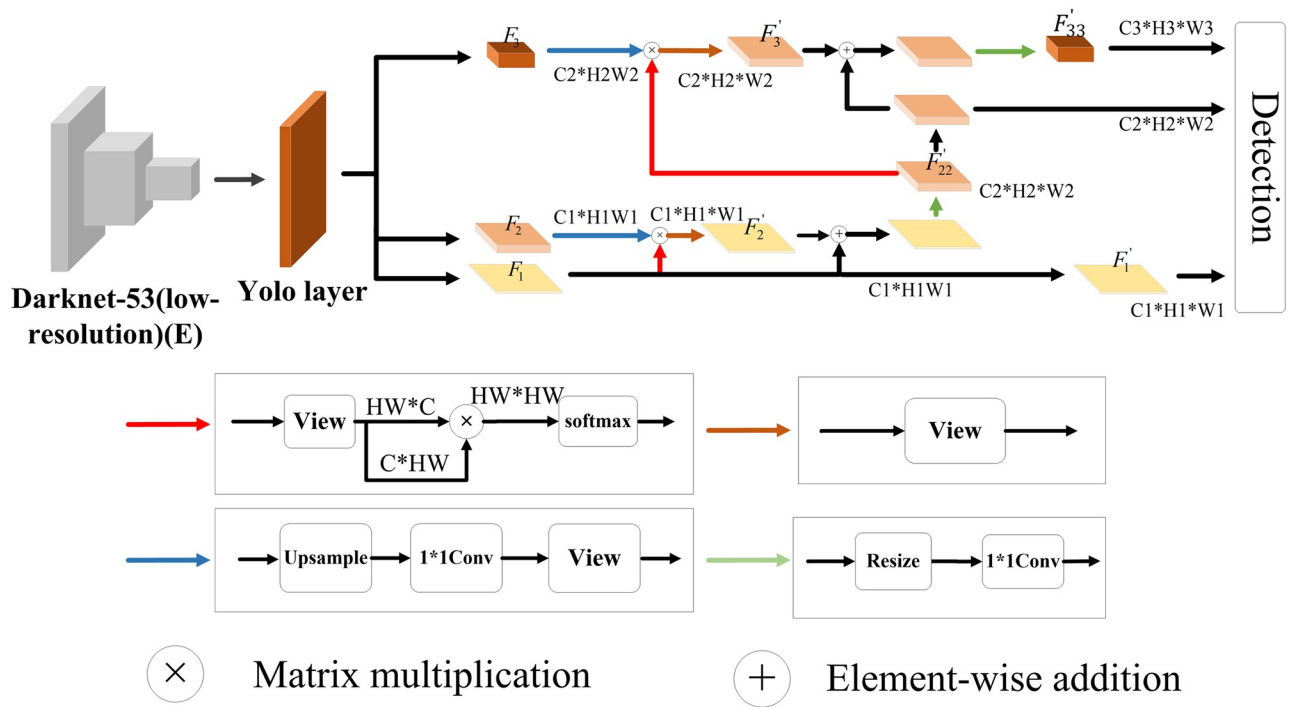 F₃
C2*H2W2
C2*H2*W2
F₃'
F₃₃'
C3*H3*W3
C2*H2*W2
F₂₂'
C2*H2*W2
F₂
C1*H1W1
C1*H1*W1
F₂'
F₁
C1*H1W1
F₁'
C1*H1*W1
Detection
Darknet-53(low-
resolution)(E)
Yolo layer
View
HW*C
C*HW
HW*HW
softmax
View
Upsample
1*1Conv
View
Resize
1*1Conv
× Matrix multiplication
+ Element-wise addition